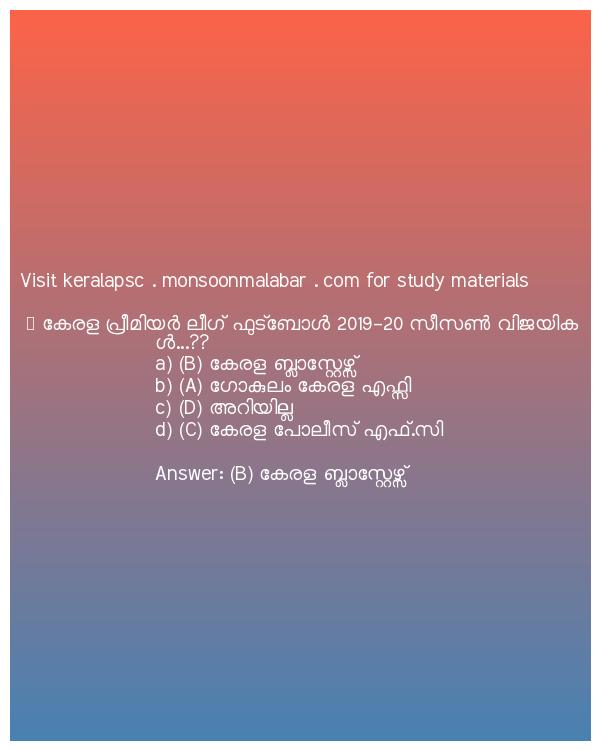 Visit keralapsc . monsoonmalabar . com for study materials
കേരള പ്രീമിയർ ലീഗ് ഫുട്ബോൾ 2019-20 സീസൺ വിജയിക
ൾ...??
a) (B) കേരള ബ്ലാസ്റ്റേഴ്സ്
b) (A) ഗോകുലം കേരള എഫ്സി
c) (D) അറിയില്ല
d) (C) കേരള പോലീസ് എഫ്.സി
Answer: (B) കേരള ബ്ലാസ്റ്റേഴ്സ്